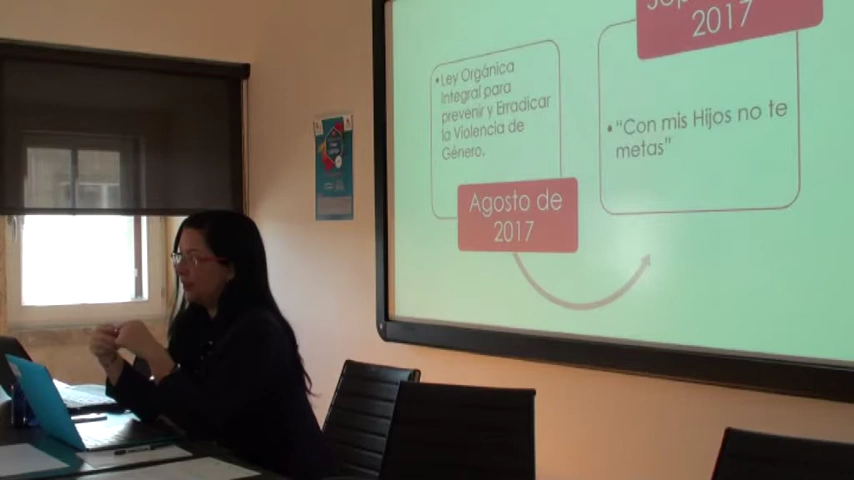 • Ley Orgánica
Integral para
prevenir y Erradicar
la Violencia de
Género.
Agosto de
2017
2017
• "Con mis Hijos no te
metas"